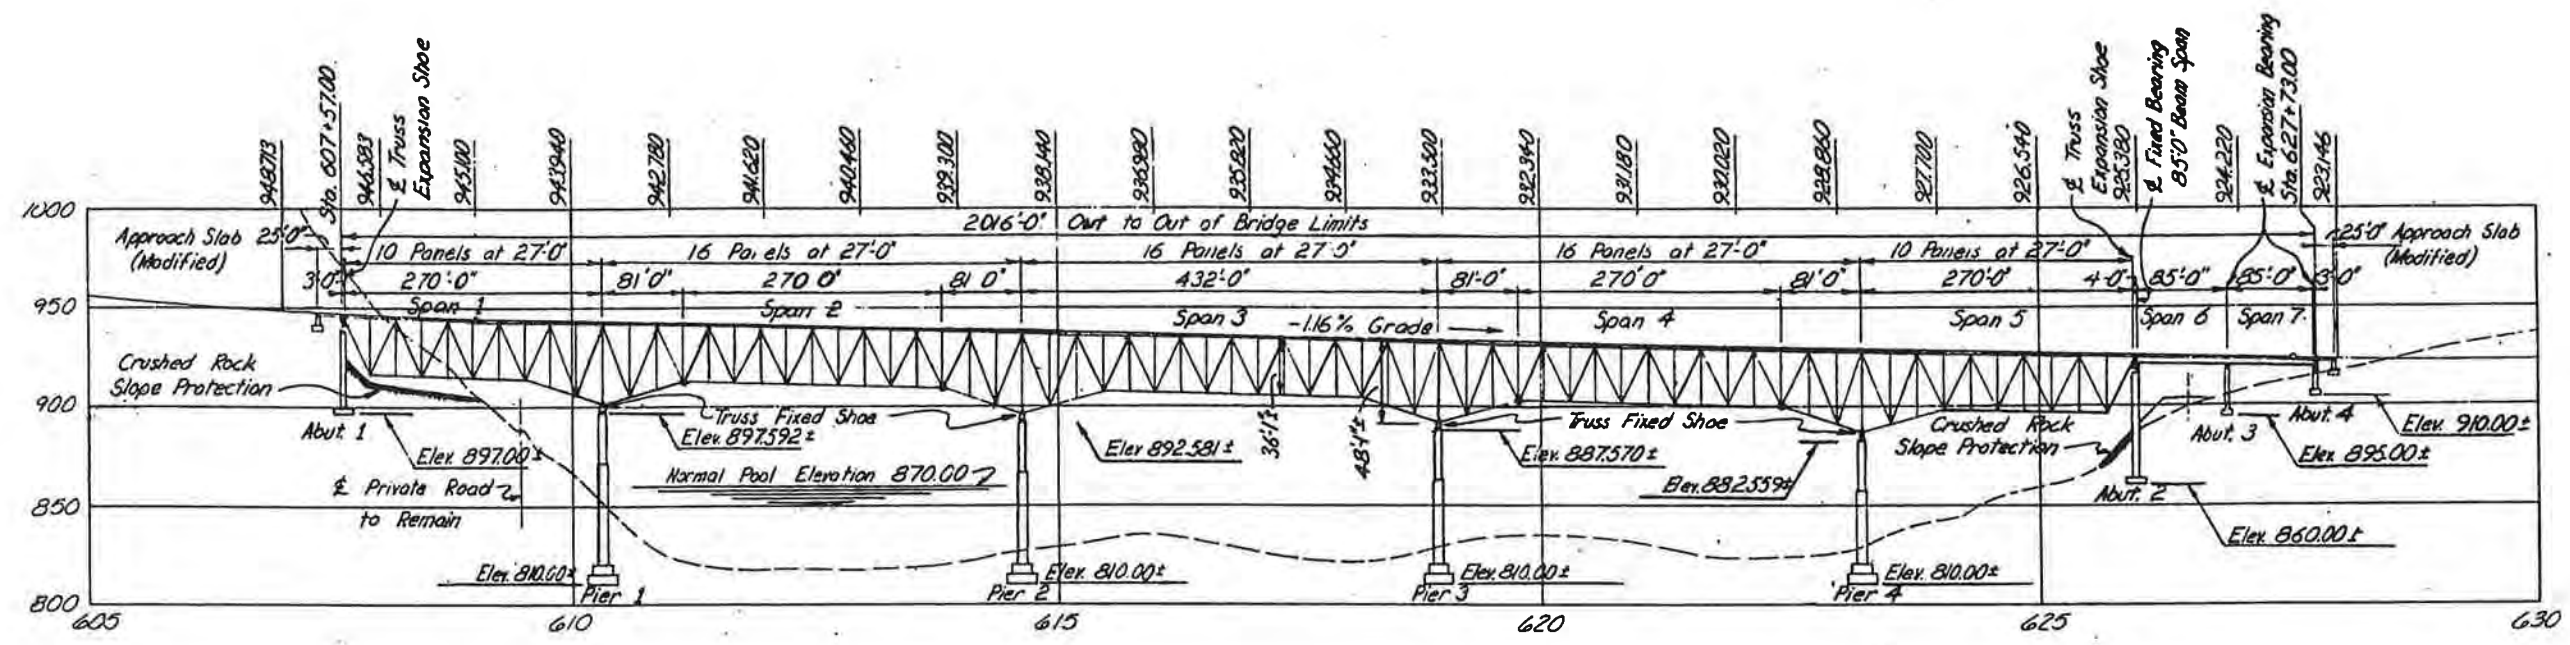 948.713
Sta. 607+57.00
946.583
℄ Truss
Expansion Shoe
945.100
943.940
942.780
941.620
940.460
939.300
938.140
936.980
935.820
934.660
933.500
932.340
931.180
930.020
928.860
927.700
926.540
℄ Truss
Expansion Shoe
925.380
℄ Fixed Bearing
85'0" Beam Span
924.220
℄ Expansion Bearing
Sta. 627+73.00
923.146
1000
2016'-0" Out to Out of Bridge Limits
Approach Slab 25'0"
(Modified)
25'0" Approach Slab
(Modified)
10 Panels at 27'-0"
16 Panels at 27'-0"
16 Panels at 27'-0"
16 Panels at 27'-0"
10 Panels at 27'-0"
3'-0" 270'-0" 81'0" 270'0" 81'0" 432'-0" 81'-0" 270'0" 81'0" 270'0" 4'-0" 85'-0" 85'-0" 3'-0"
950
Span 1
Span 2
Span 3
-1.16% Grade
Span 4
Span 5
Span 6
Span 7
Crushed Rock
Slope Protection
900
Abut. 1
Elev. 897.00±
Truss Fixed Shoe
Elev. 897.592±
Elev. 892.581±
36'-1¾"
48'-1"±
Truss Fixed Shoe
Elev. 887.570±
Elev. 882.559±
Crushed Rock
Slope Protection
Abut. 2
Abut. 3
Abut. 4
Elev. 910.00±
Elev. 895.00±
Elev. 860.00±
℄ Private Road
to Remain
Normal Pool Elevation 870.00
850
Elev. 810.00±
Elev. 810.00±
Elev. 810.00±
Elev. 810.00±
Pier 1
Pier 2
Pier 3
Pier 4
800
605 610 615 620 625 630